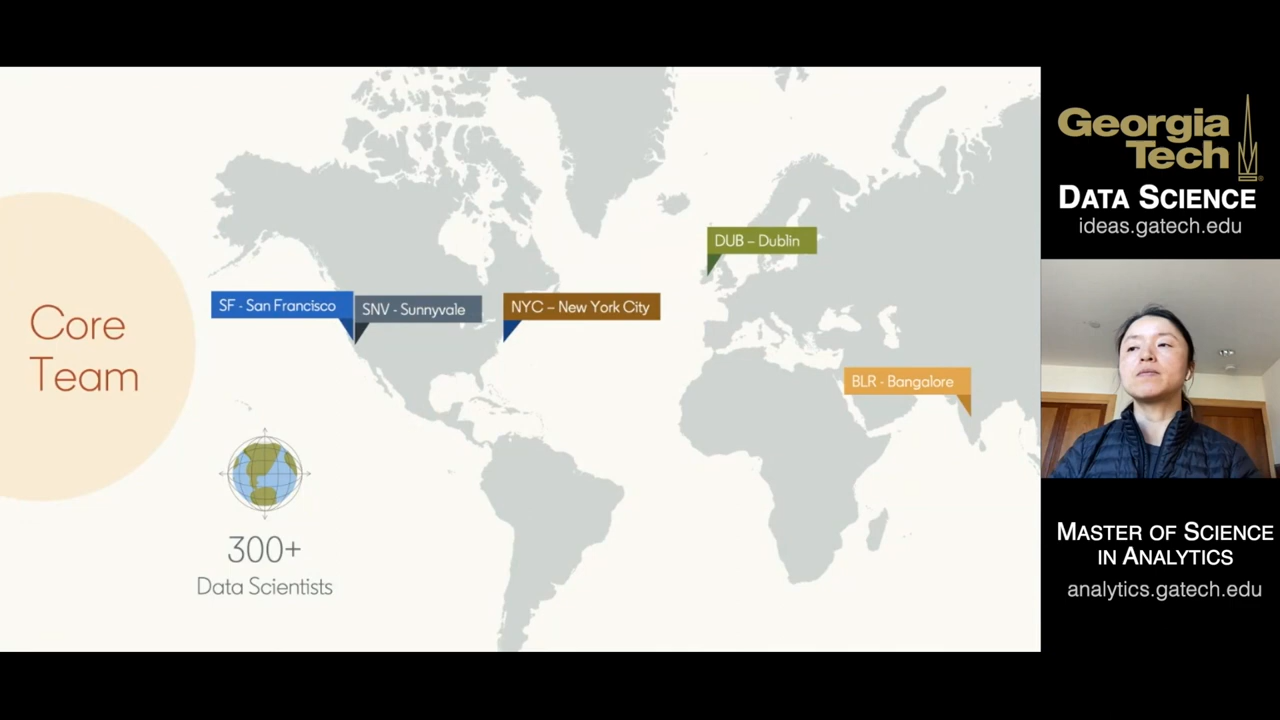 Core
Team
SF - San Francisco
SNV - Sunnyvale
NYC – New York City
DUB – Dublin
BLR - Bangalore
300+
Data Scientists
Georgia
Tech
DATA SCIENCE
ideas.gatech.edu
MASTER OF SCIENCE
IN ANALYTICS
analytics.gatech.edu